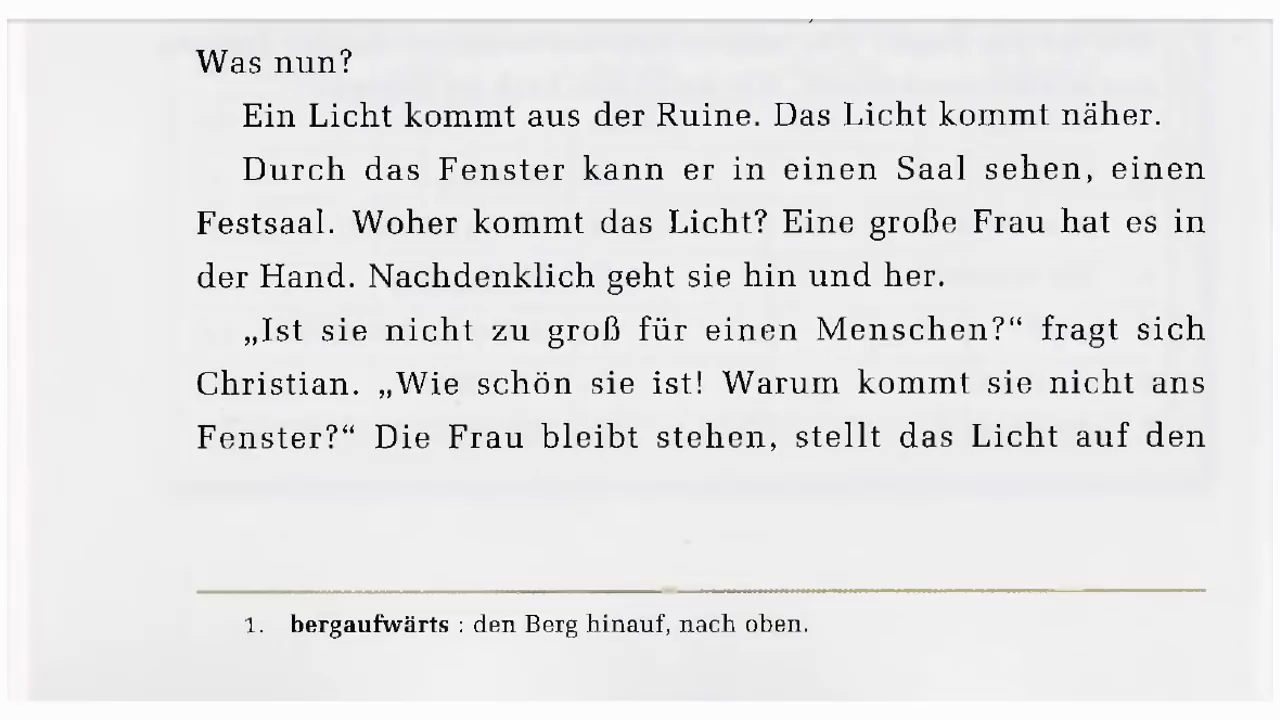 Was nun?
Ein Licht kommt aus der Ruine. Das Licht kommt näher.
Durch das Fenster kann er in einen Saal sehen, einen
Festsaal. Woher kommt das Licht? Eine große Frau hat es in
der Hand. Nachdenklich geht sie hin und her.
„Ist sie nicht zu groß für einen Menschen?“ fragt sich
Christian. „Wie schön sie ist! Warum kommt sie nicht ans
Fenster?“ Die Frau bleibt stehen, stellt das Licht auf den
1. bergaufwärts : den Berg hinauf, nach oben.